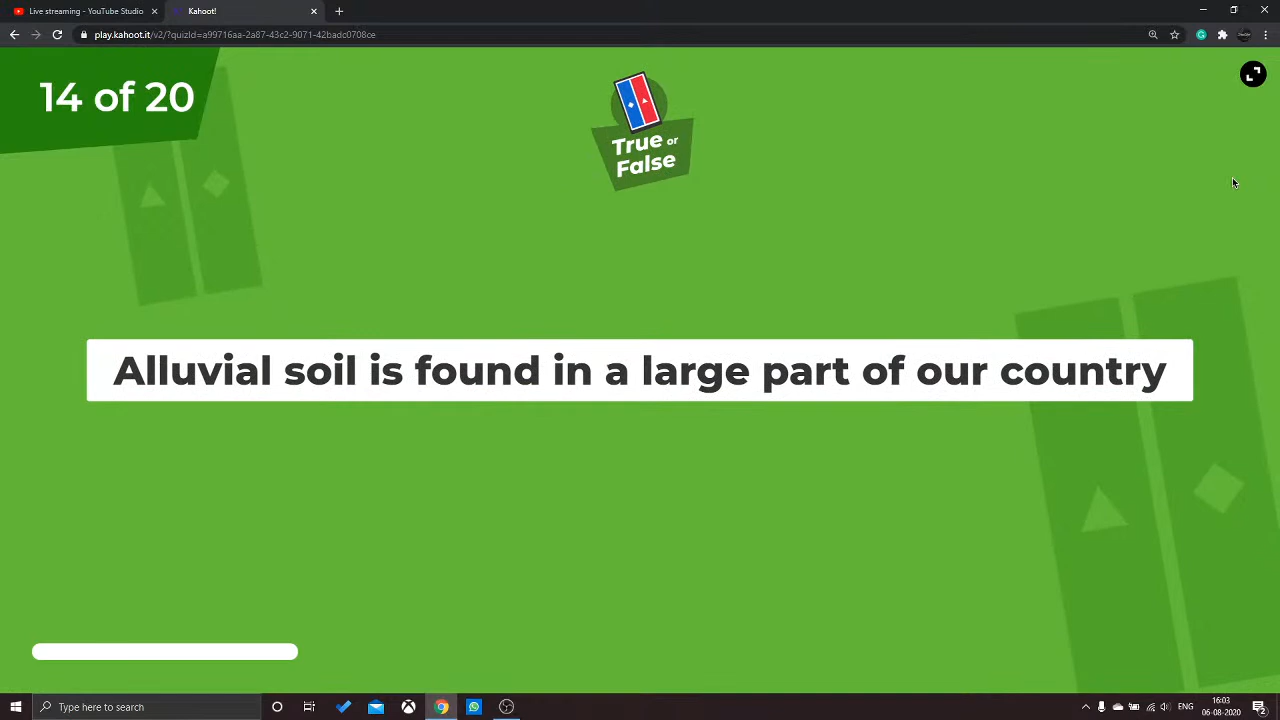 Live streaming - YouTube Studio
Kahoot!
play.kahoot.it/v2/?quizId=a99716aa-2a87-43c2-9071-42badc0708ce
14 of 20
True or
False
Alluvial soil is found in a large part of our country
Type here to search
ENG
16:03
06-08-2020
2